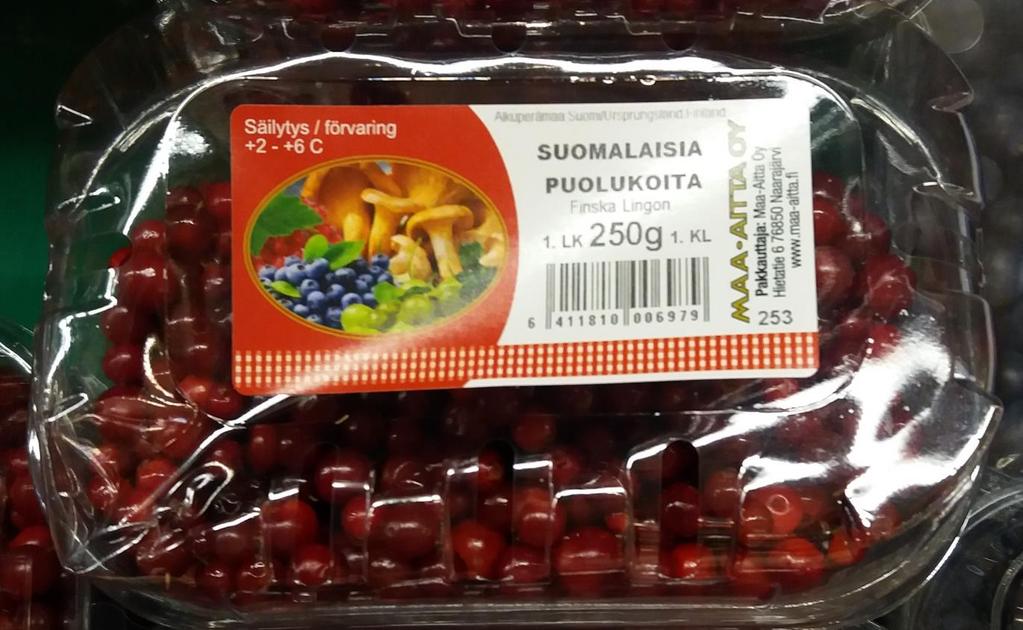 Säilytys / förvaring
+2 - +6 C
Alkuperämaa Suomi/Ursprungsland Finland
SUOMALAISIA
PUOLUKOITA
Finska Lingon
1. LK 250g 1. KL
6 411810 006979
MAA-AITTA OY
Pakkauttaja: Maa-Aitta Oy
Hietatie 6 76850 Naarajärvi
www.maa-aitta.fi
253